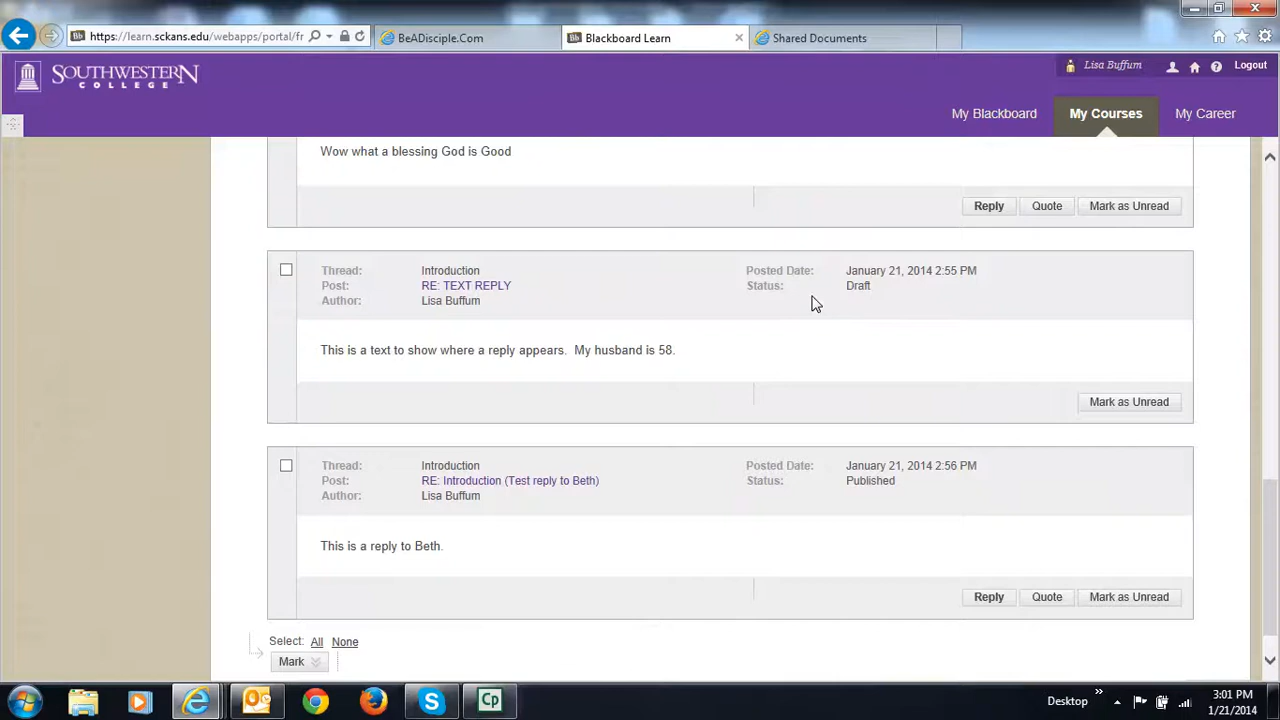 https://learn.sckans.edu/webapps/portal/fr
BeADisciple.Com
Bb Blackboard Learn
Shared Documents
SOUTHWESTERN
COLLEGE
Lisa Buffum
Logout
My Blackboard
My Courses
My Career
Wow what a blessing God is Good
Reply
Quote
Mark as Unread
Thread: Introduction Posted Date: January 21, 2014 2:55 PM
Post: RE: TEXT REPLY Status: Draft
Author: Lisa Buffum
This is a text to show where a reply appears. My husband is 58.
Mark as Unread
Thread: Introduction Posted Date: January 21, 2014 2:56 PM
Post: RE: Introduction (Test reply to Beth) Status: Published
Author: Lisa Buffum
This is a reply to Beth.
Reply
Quote
Mark as Unread
Select: All None
Mark
Cp
Desktop
3:01 PM
1/21/2014